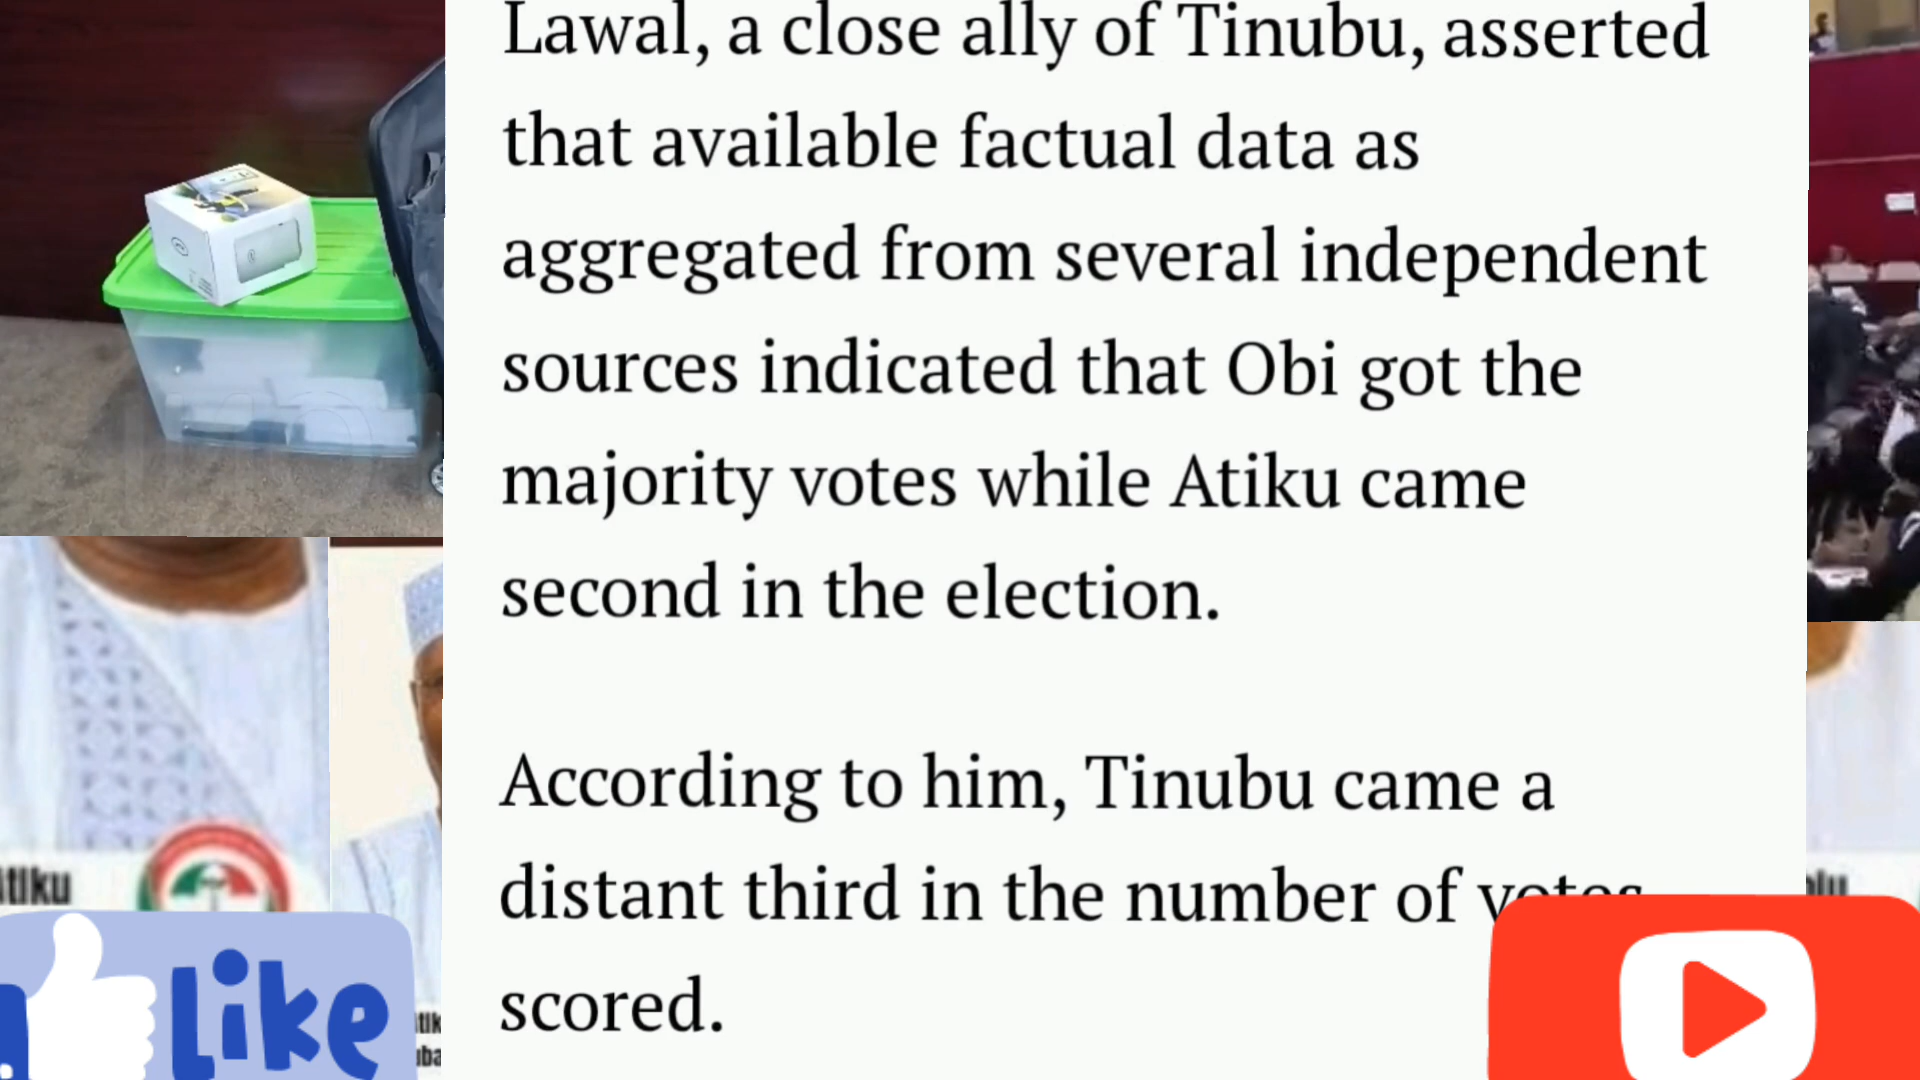 Lawal, a close ally of Tinubu, asserted
that available factual data as
aggregated from several independent
sources indicated that Obi got the
majority votes while Atiku came
second in the election.
According to him, Tinubu came a
distant third in the number of votes
scored.
Atiku
Like